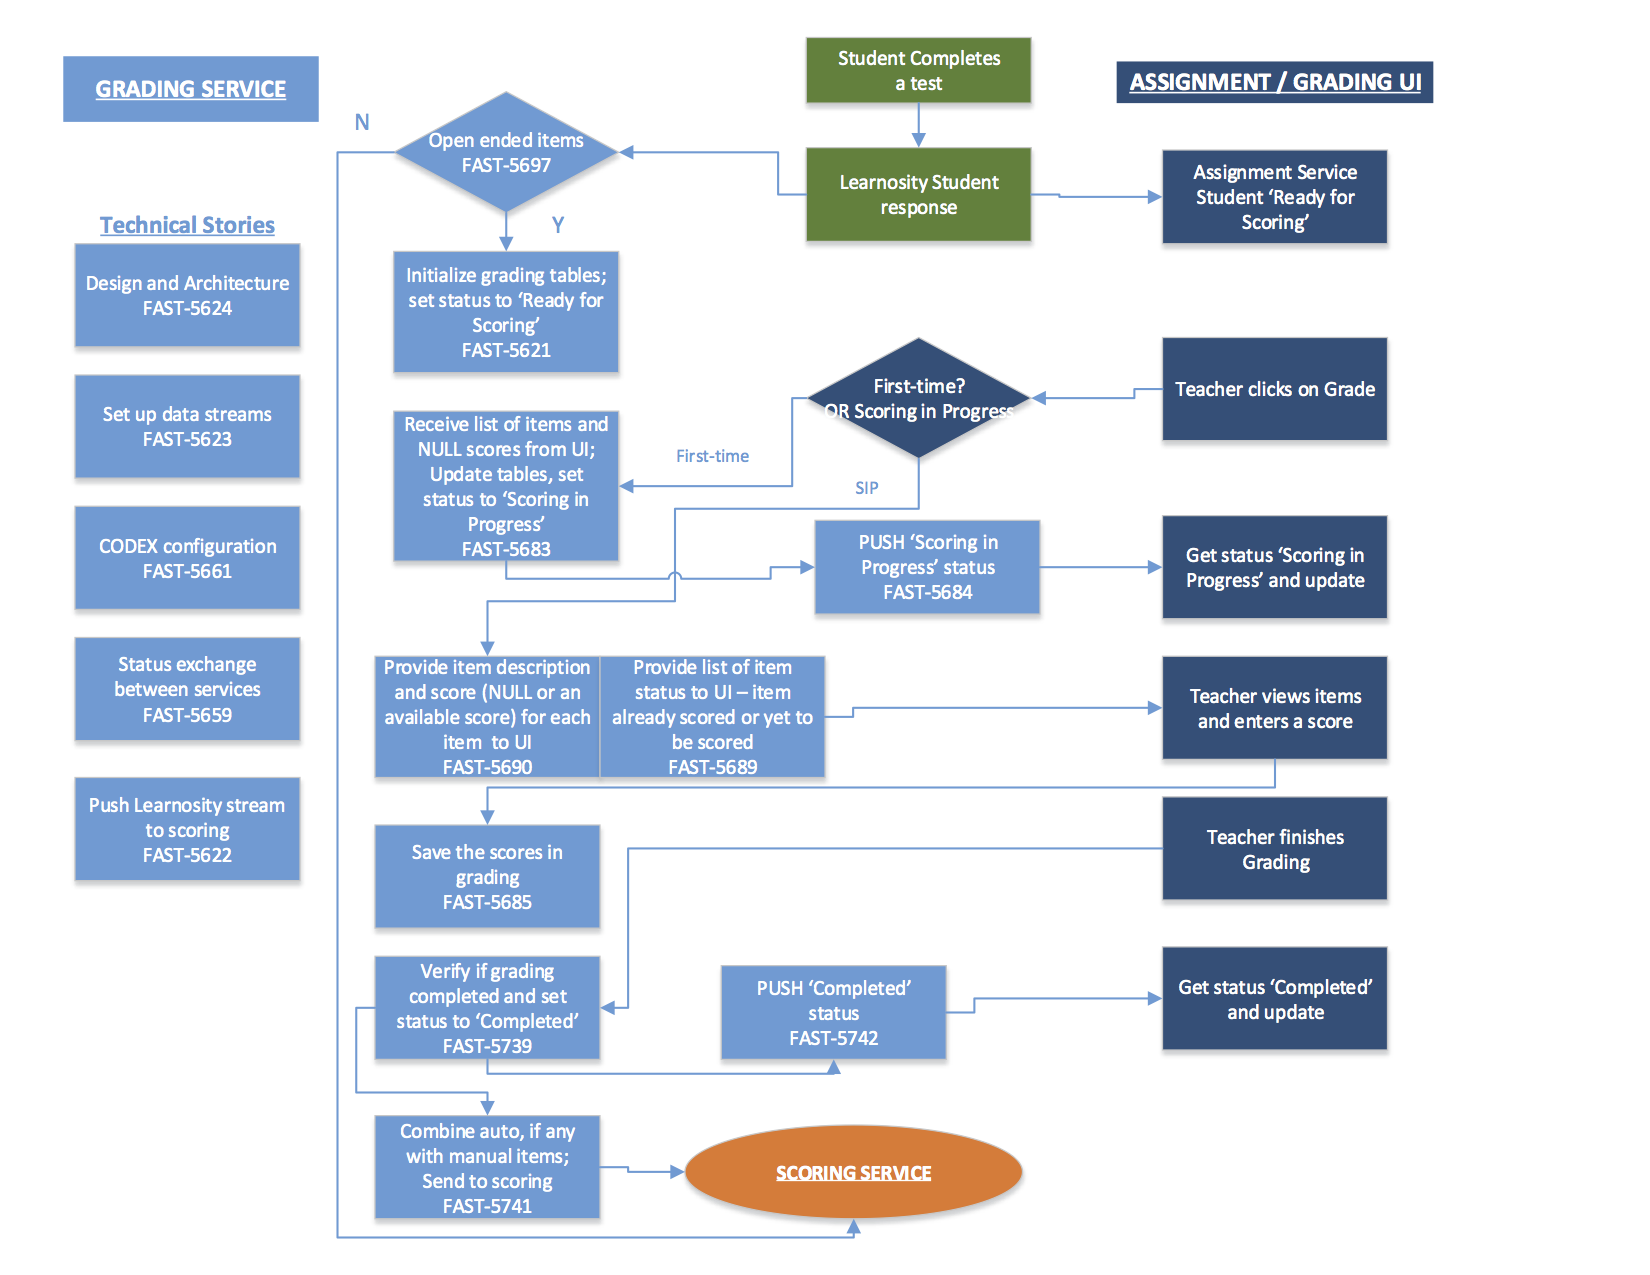 GRADING SERVICE
Student Completes
a test
ASSIGNMENT / GRADING UI
N
Open ended items
FAST-5697
Learnosity Student
response
Assignment Service
Student ‘Ready for
Scoring’
Y
Technical Stories
Design and Architecture
FAST-5624
Set up data streams
FAST-5623
CODEX configuration
FAST-5661
Status exchange
between services
FAST-5659
Push Learnosity stream
to scoring
FAST-5622
Initialize grading tables;
set status to ‘Ready for
Scoring’
FAST-5621
First-time?
OR Scoring in Progress
Teacher clicks on Grade
Receive list of items and
NULL scores from UI;
Update tables, set
status to ‘Scoring in
Progress’
FAST-5683
First-time
SIP
PUSH ‘Scoring in
Progress’ status
FAST-5684
Get status ‘Scoring in
Progress’ and update
Provide item description
and score (NULL or an
available score) for each
item to UI
FAST-5690
Provide list of item
status to UI – item
already scored or yet to
be scored
FAST-5689
Teacher views items
and enters a score
Save the scores in
grading
FAST-5685
Teacher finishes
Grading
Verify if grading
completed and set
status to ‘Completed’
FAST-5739
PUSH ‘Completed’
status
FAST-5742
Get status ‘Completed’
and update
Combine auto, if any
with manual items;
Send to scoring
FAST-5741
SCORING SERVICE